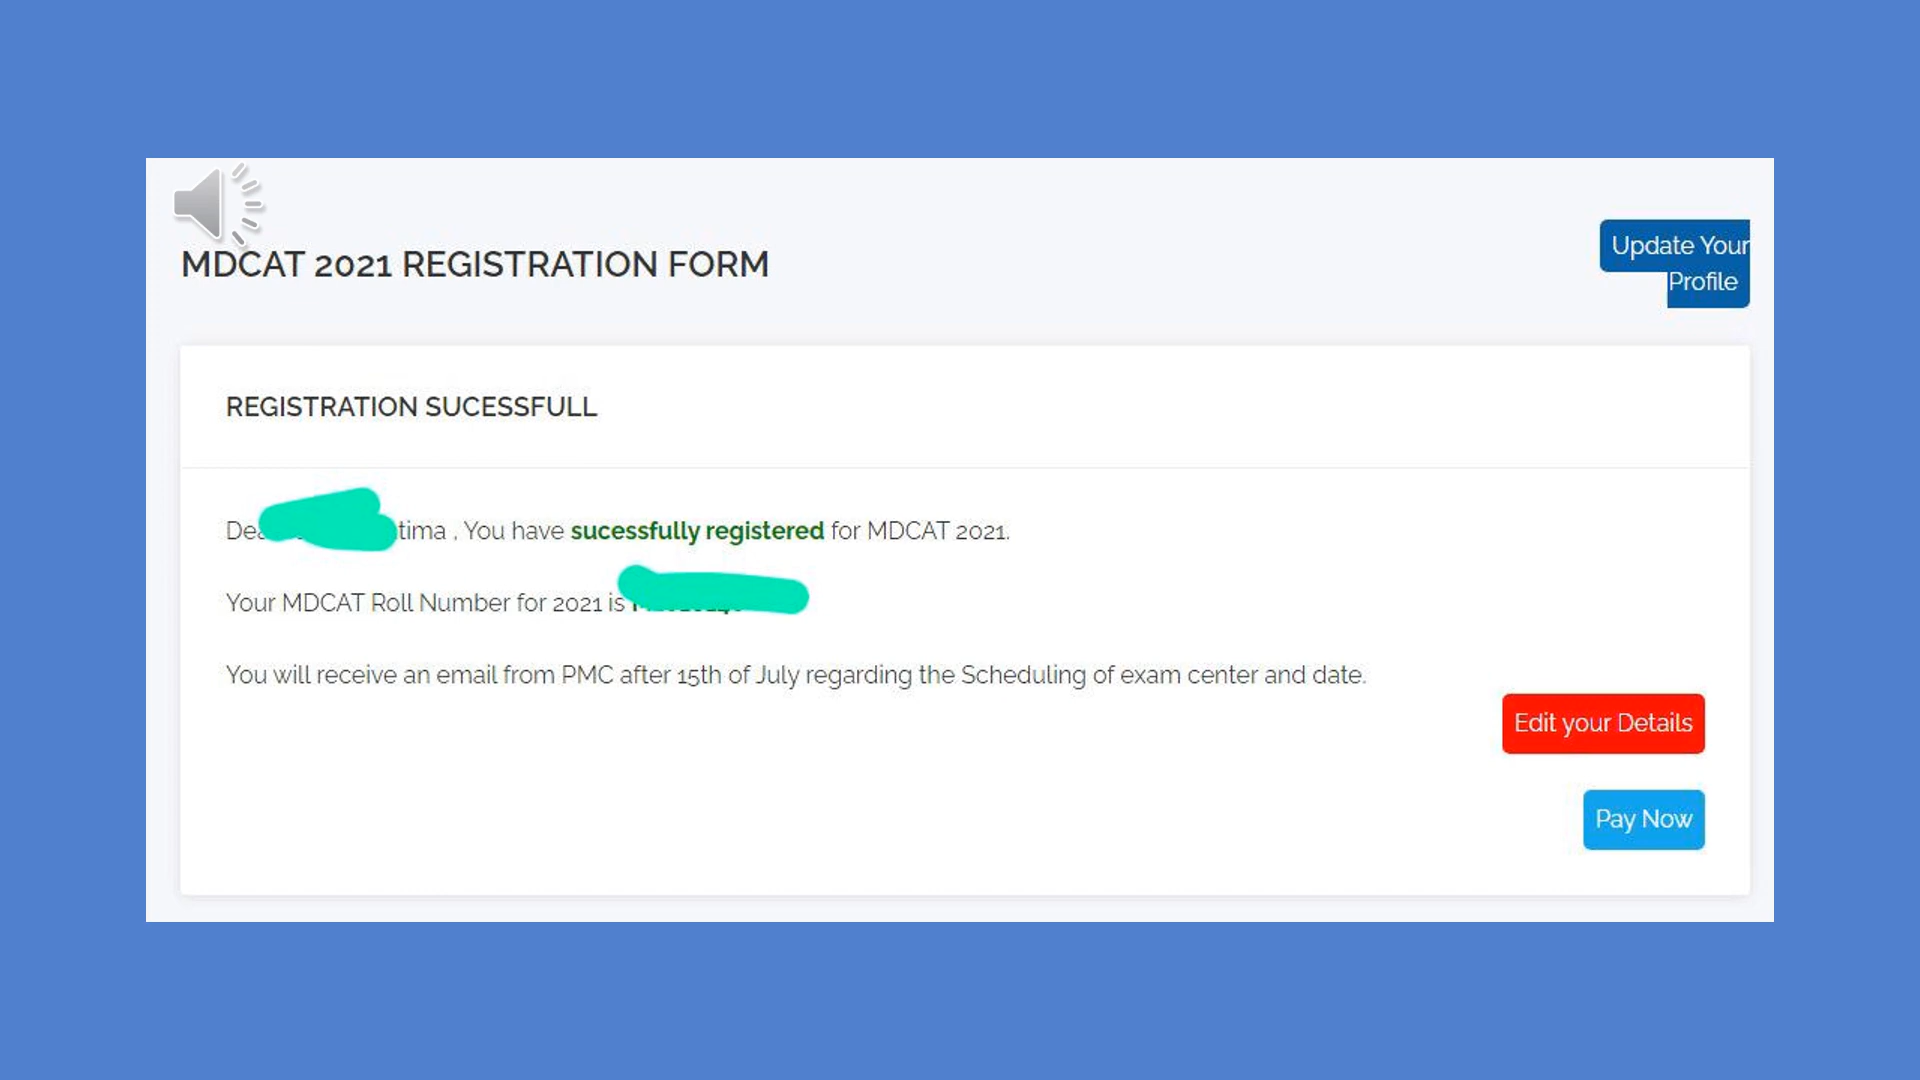 MDCAT 2021 REGISTRATION FORM
Update Your
Profile
REGISTRATION SUCESSFULL
You have sucessfully registered for MDCAT 2021.
Your MDCAT Roll Number for 2021 is
You will receive an email from PMC after 15th of July regarding the Scheduling of exam center and date.
Edit your Details
Pay Now